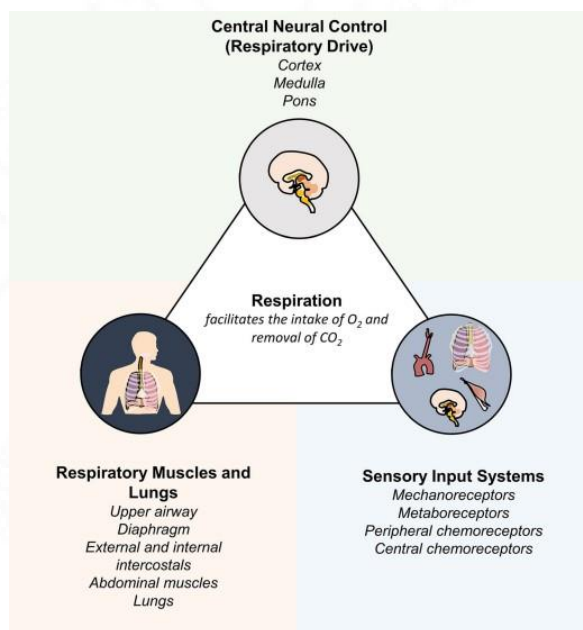 Central Neural Control
(Respiratory Drive)
Cortex
Medulla
Pons
Respiration
facilitates the intake of O₂ and
removal of CO₂
Respiratory Muscles and
Lungs
Upper airway
Diaphragm
External and internal
intercostals
Abdominal muscles
Lungs
Sensory Input Systems
Mechanoreceptors
Metaboreceptors
Peripheral chemoreceptors
Central chemoreceptors